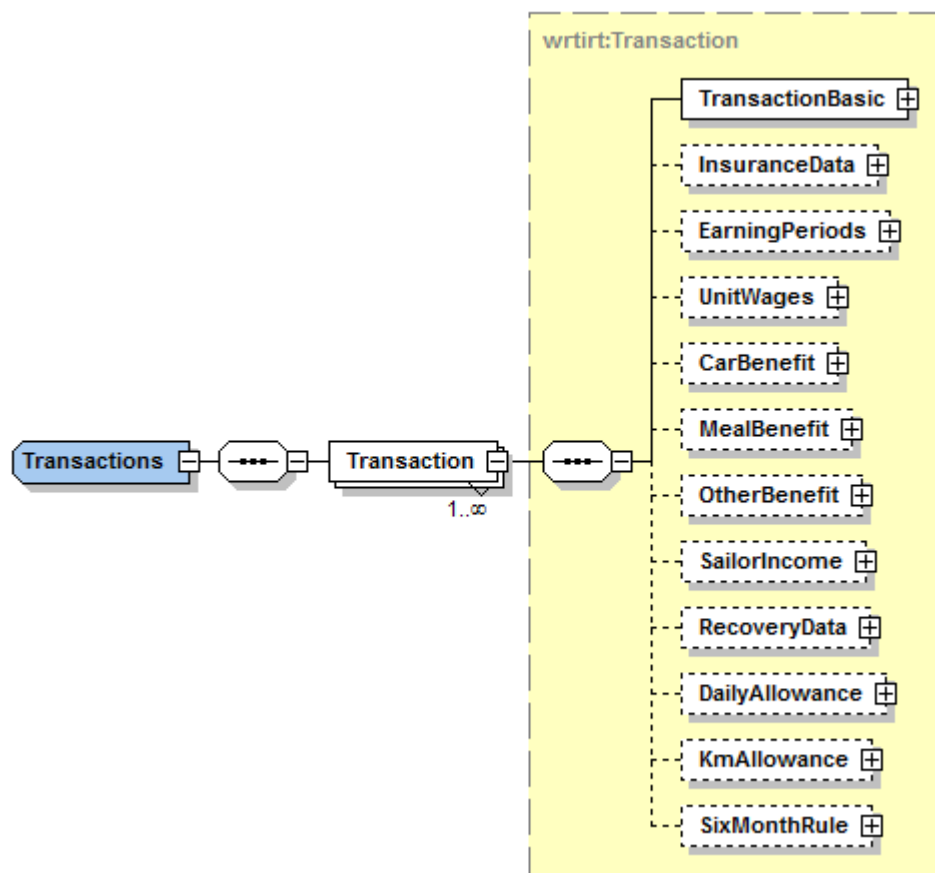 wrtirt:Transaction
TransactionBasic
InsuranceData
EarningPeriods
UnitWages
CarBenefit
MealBenefit
Transactions
Transaction
1..∞
OtherBenefit
SailorIncome
RecoveryData
DailyAllowance
KmAllowance
SixMonthRule